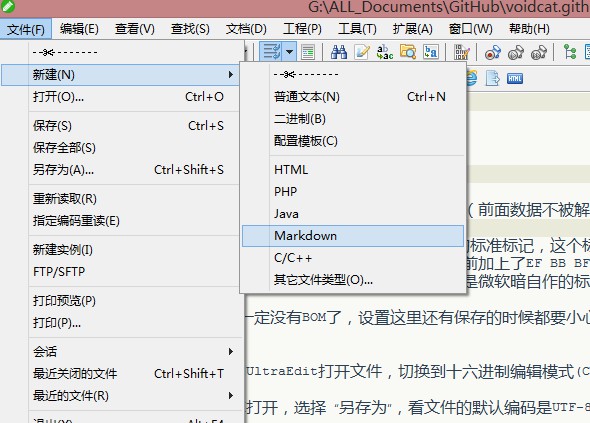 G:\ALL_Documents\GitHub\voidcat.gith
文件(F) 编辑(E) 查看(V) 查找(S) 文档(D) 工程(P) 工具(T) 扩展(A) 窗口(W) 帮助(H)
新建(N)
打开(O)... Ctrl+O
保存(S) Ctrl+S
保存全部(S)
另存为(A)... Ctrl+Shift+S
重新读取(R)
指定编码重读(E)
新建实例(I)
FTP/SFTP
打印预览(P)
打印(P)...
会话
最近关闭的文件 Ctrl+Shift+T
最近的文件(R)
退出(X) Alt+F4
普通文本(N) Ctrl+N
二进制(B)
配置模板(C)
HTML
PHP
Java
Markdown
C/C++
其它文件类型(O)...
(前面数据不被解
的标准标记，这个标
前加上了EF BB BF
是微软暗自作的标
一定没有BOM了，设置这里还有保存的时候都要小心
UltraEdit打开文件，切换到十六进制编辑模式(C
打开，选择 “另存为”，看文件的默认编码是UTF-8